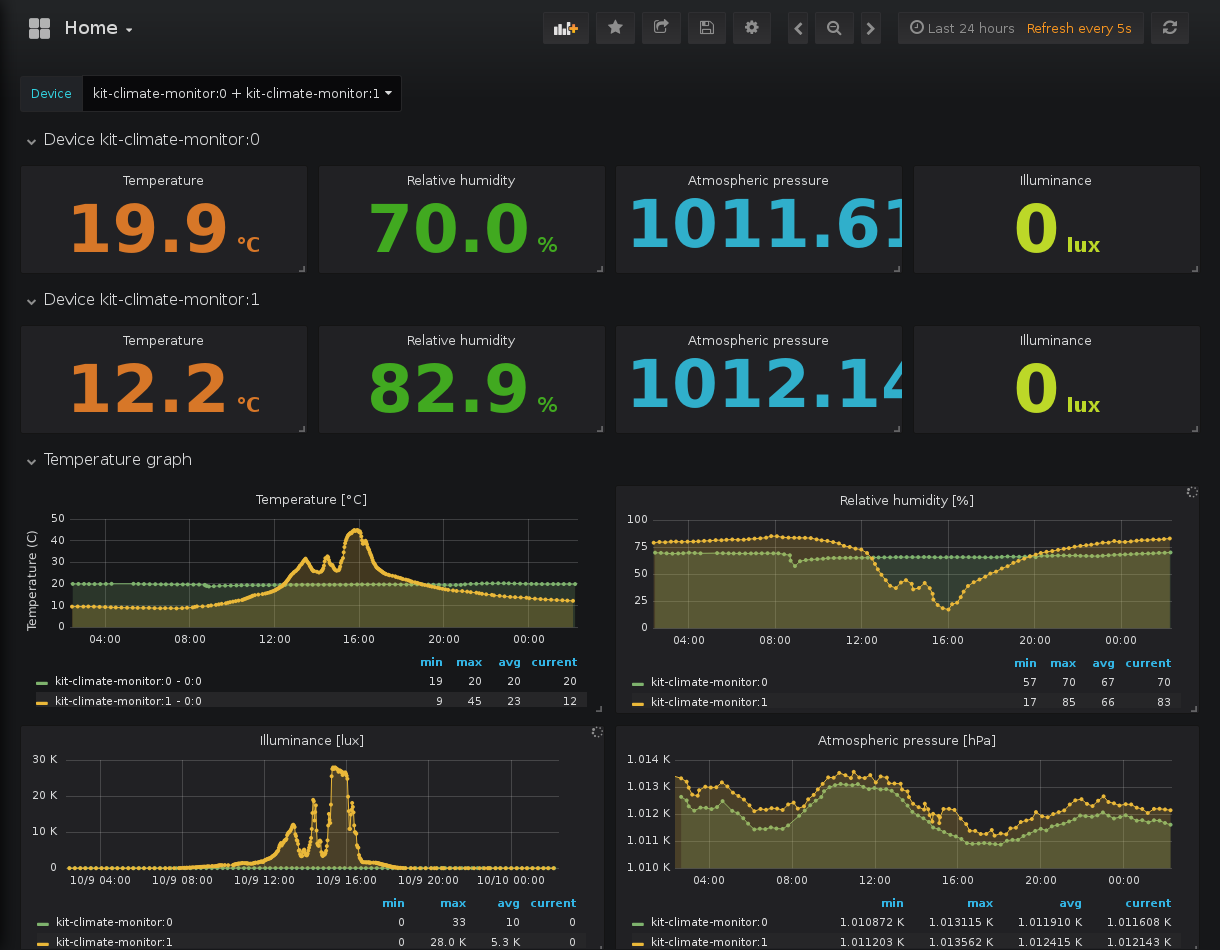 Home
Last 24 hours Refresh every 5s
Device kit-climate-monitor:0 + kit-climate-monitor:1
Device kit-climate-monitor:0
Temperature Relative humidity Atmospheric pressure Illuminance
19.9 °C 70.0 % 1011.61 0 lux
Device kit-climate-monitor:1
Temperature Relative humidity Atmospheric pressure Illuminance
12.2 °C 82.9 % 1012.14 0 lux
Temperature graph
Temperature [°C]
Temperature (C)
50
40
30
20
10
0
04:00 08:00 12:00 16:00 20:00 00:00
min max avg current
kit-climate-monitor:0 - 0:0 19 20 20 20
kit-climate-monitor:1 - 0:0 9 45 23 12
Relative humidity [%]
100
75
50
25
0
04:00 08:00 12:00 16:00 20:00 00:00
min max avg current
kit-climate-monitor:0 57 70 67 70
kit-climate-monitor:1 17 85 66 83
Illuminance [lux]
30 K
20 K
10 K
0
10/9 04:00 10/9 08:00 10/9 12:00 10/9 16:00 10/9 20:00 10/10 00:00
min max avg current
kit-climate-monitor:0 0 33 10 0
kit-climate-monitor:1 0 28.0 K 5.3 K 0
Atmospheric pressure [hPa]
1.014 K
1.013 K
1.012 K
1.011 K
1.010 K
04:00 08:00 12:00 16:00 20:00 00:00
min max avg current
kit-climate-monitor:0 1.010872 K 1.013115 K 1.011910 K 1.011608 K
kit-climate-monitor:1 1.011203 K 1.013562 K 1.012415 K 1.012143 K